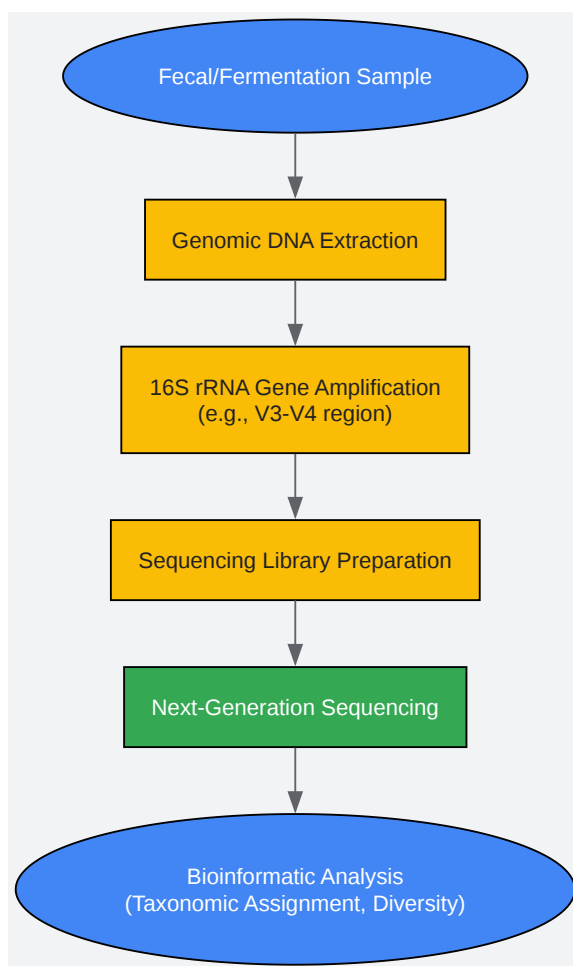 Fecal/Fermentation Sample
Genomic DNA Extraction
16S rRNA Gene Amplification
(e.g., V3-V4 region)
Sequencing Library Preparation
Next-Generation Sequencing
Bioinformatic Analysis
(Taxonomic Assignment, Diversity)